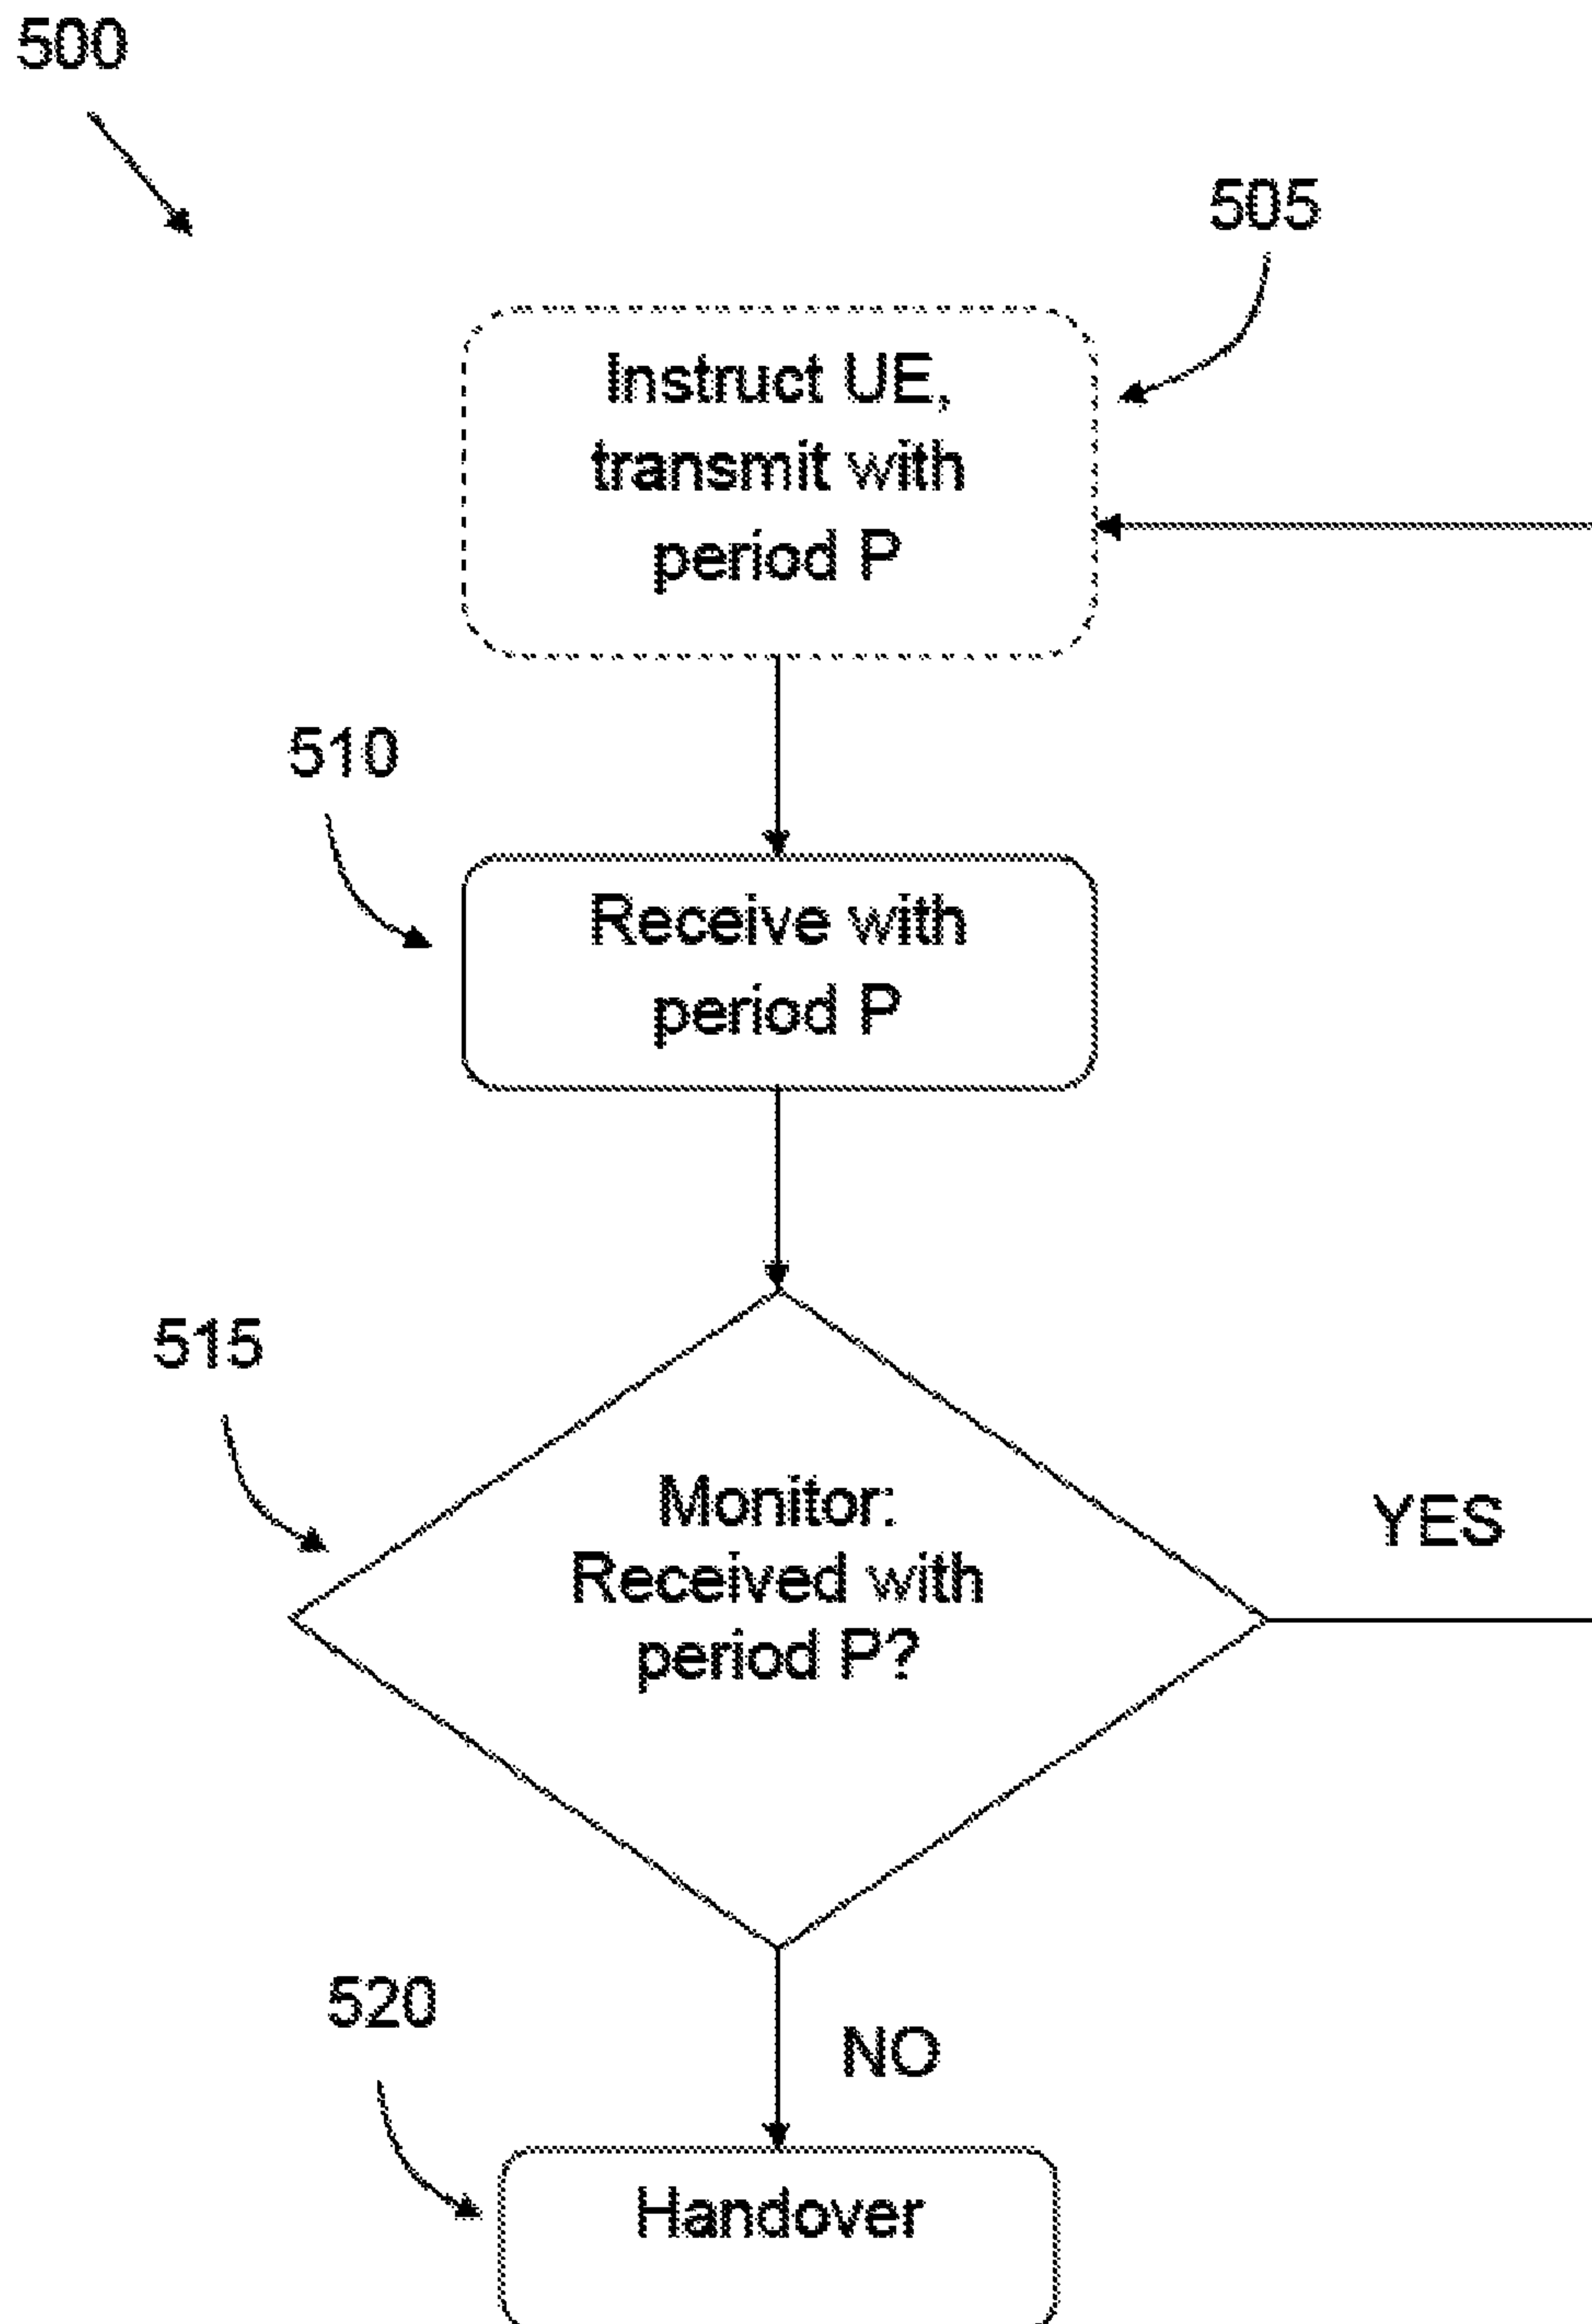 500
505
Instruct UE,
transmit with
period P
510
Receive with
period P
515
Monitor:
Received with
period P?
YES
520
NO
Handover